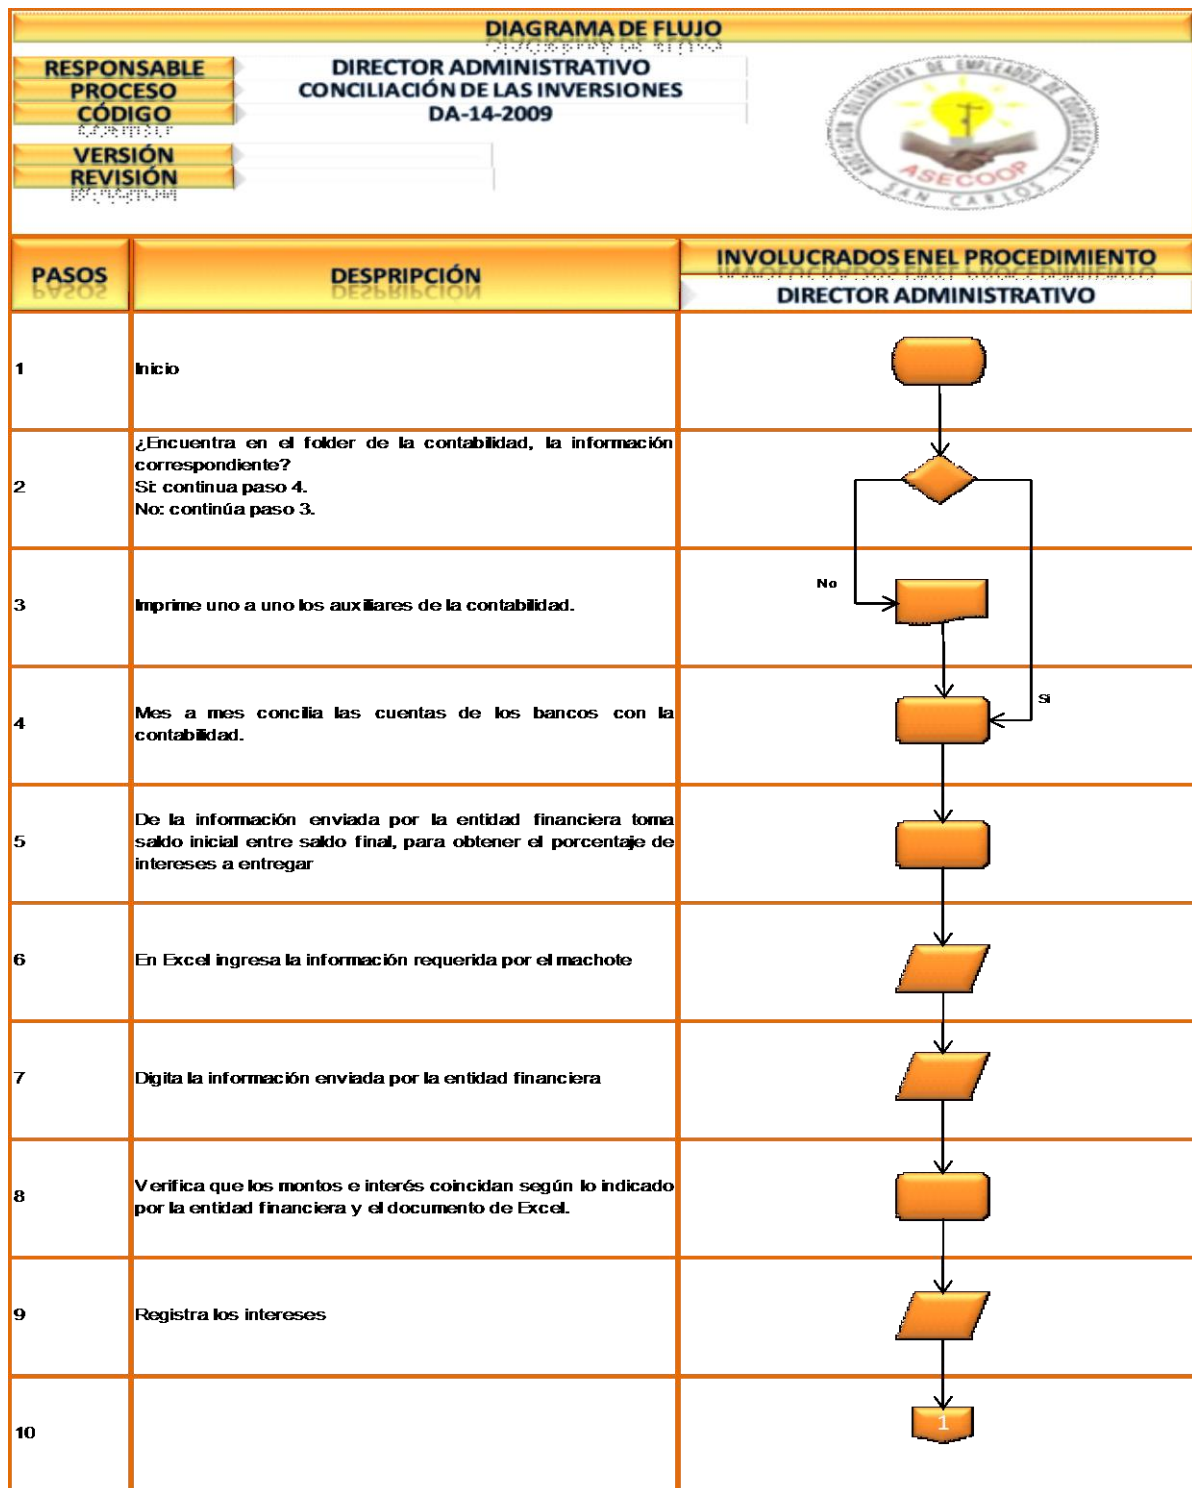 DIAGRAMA DE FLUJO
RESPONSABLE DIRECTOR ADMINISTRATIVO
PROCESO CONCILIACIÓN DE LAS INVERSIONES
CÓDIGO DA-14-2009
VERSIÓN
REVISIÓN
ASOCIACION SOLIDARISTA DE EMPLEADOS DE COOPELESCA R.L.
ASECOOP
SAN CARLOS
PASOS DESPRIPCIÓN INVOLUCRADOS ENEL PROCEDIMIENTO
DIRECTOR ADMINISTRATIVO
1 Inicio
2 ¿Encuentra en el folder de la contabilidad, la información
correspondiente?
Si: continua paso 4.
No: continúa paso 3.
3 Imprime uno a uno los auxiliares de la contabilidad.
No
4 Mes a mes concilia las cuentas de los bancos con la
contabilidad.
Si
5 De la información enviada por la entidad financiera toma
saldo inicial entre saldo final, para obtener el porcentaje de
intereses a entregar
6 En Excel ingresa la información requerida por el machote
7 Digita la información enviada por la entidad financiera
8 Verifica que los montos e interés coincidan según lo indicado
por la entidad financiera y el documento de Excel.
9 Registra los intereses
10 1